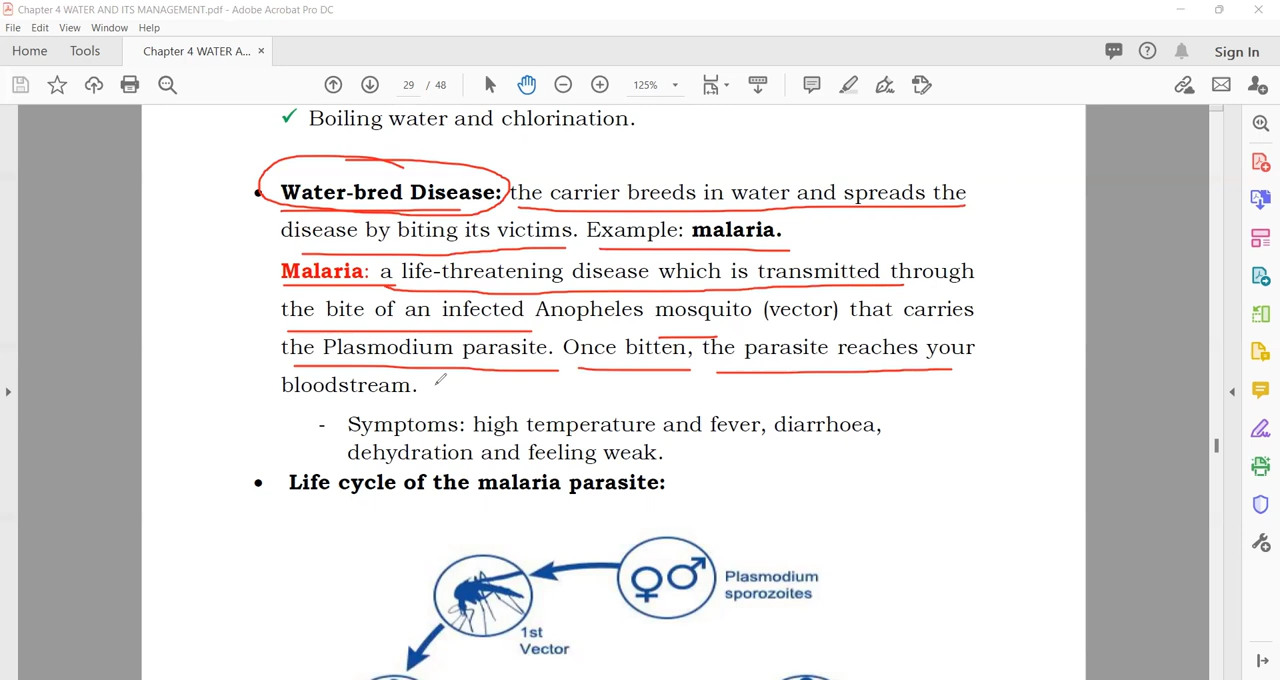 Chapter 4 WATER AND ITS MANAGEMENT.pdf - Adobe Acrobat Pro DC
File Edit View Window Help
Home Tools Chapter 4 WATER A... × Sign In
29 / 48 125%
✓ Boiling water and chlorination.
• Water-bred Disease: the carrier breeds in water and spreads the
disease by biting its victims. Example: malaria.
Malaria: a life-threatening disease which is transmitted through
the bite of an infected Anopheles mosquito (vector) that carries
the Plasmodium parasite. Once bitten, the parasite reaches your
bloodstream.
- Symptoms: high temperature and fever, diarrhoea,
dehydration and feeling weak.
• Life cycle of the malaria parasite:
Plasmodium
sporozoites
1st
Vector